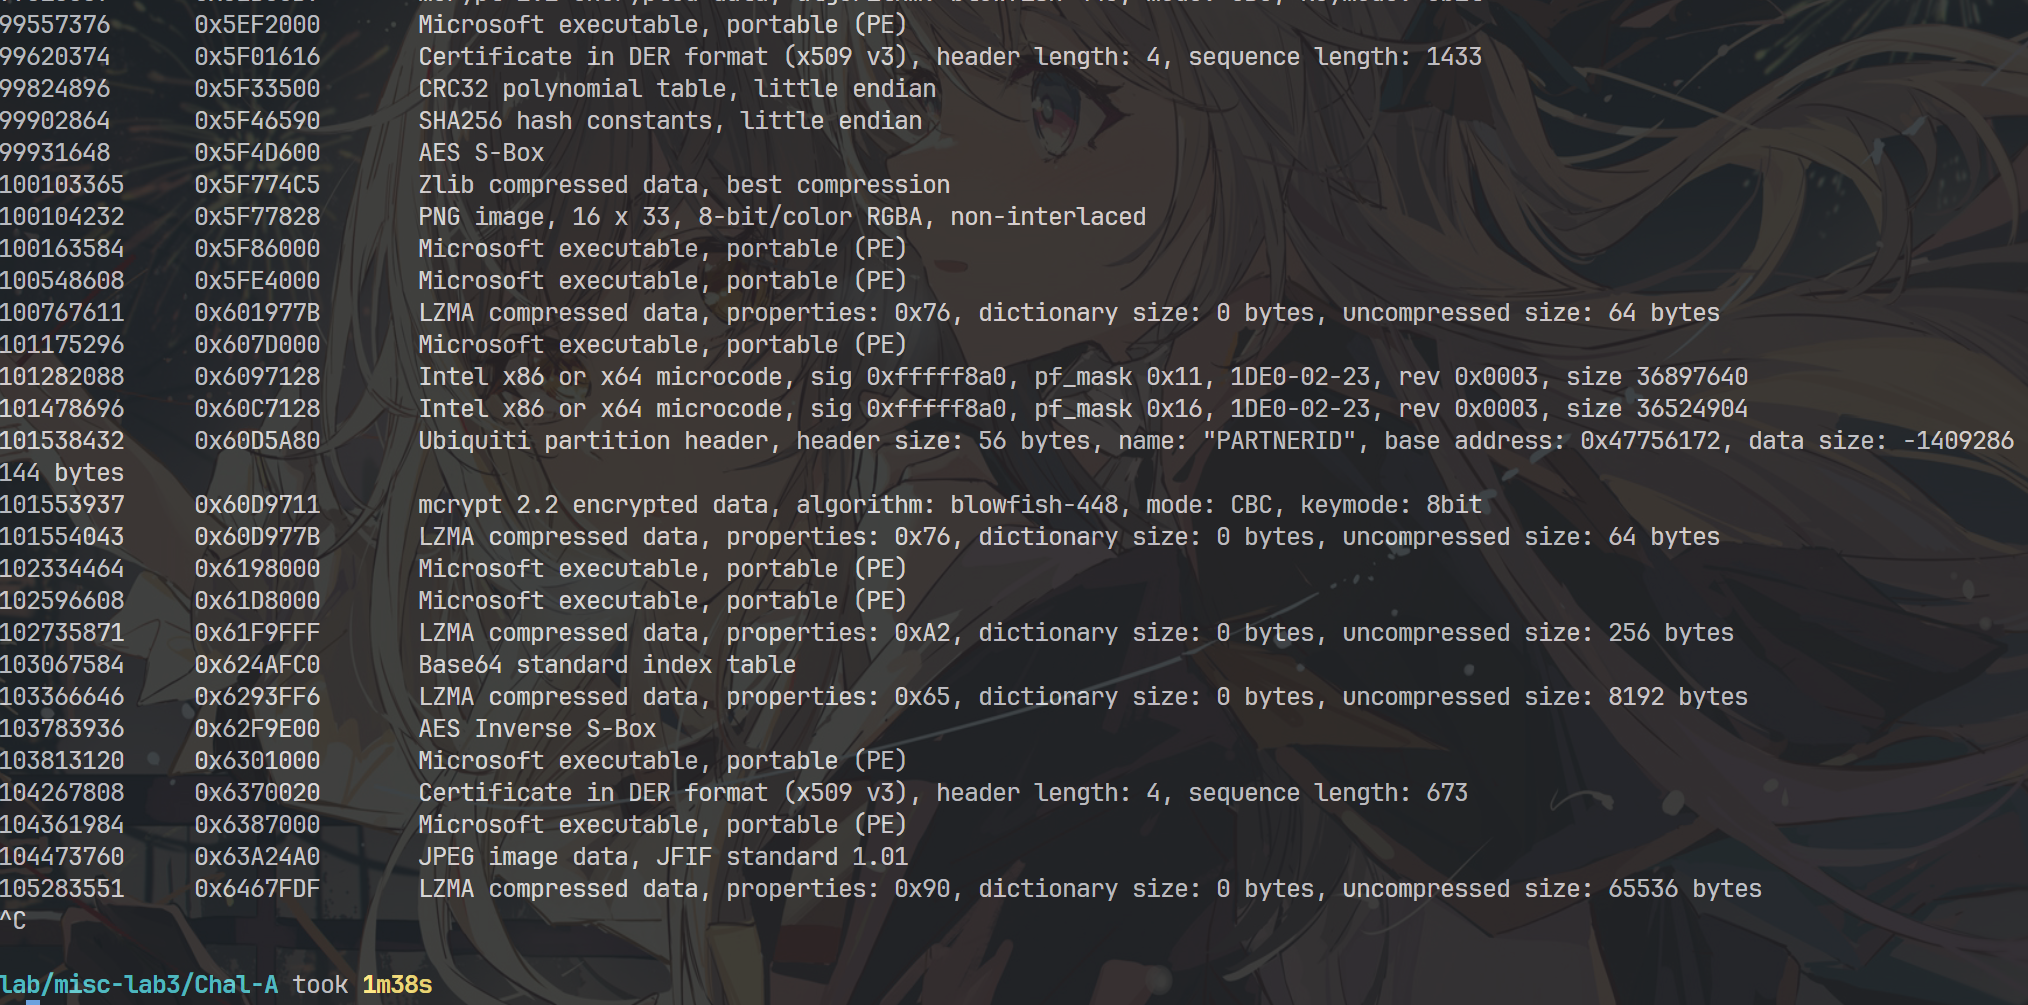 99557376     0x5EF2000       Microsoft executable, portable (PE)
99620374     0x5F01616       Certificate in DER format (x509 v3), header length: 4, sequence length: 1433
99824896     0x5F33500       CRC32 polynomial table, little endian
99902864     0x5F46590       SHA256 hash constants, little endian
99931648     0x5F4D600       AES S-Box
100103365     0x5F774C5       Zlib compressed data, best compression
100104232     0x5F77828       PNG image, 16 x 33, 8-bit/color RGBA, non-interlaced
100163584     0x5F86000       Microsoft executable, portable (PE)
100548608     0x5FE4000       Microsoft executable, portable (PE)
100767611     0x601977B       LZMA compressed data, properties: 0x76, dictionary size: 0 bytes, uncompressed size: 64 bytes
101175296     0x607D000       Microsoft executable, portable (PE)
101282088     0x6097128       Intel x86 or x64 microcode, sig 0xfffff8a0, pf_mask 0x11, 1DE0-02-23, rev 0x0003, size 36897640
101478696     0x60C7128       Intel x86 or x64 microcode, sig 0xfffff8a0, pf_mask 0x16, 1DE0-02-23, rev 0x0003, size 36524904
101538432     0x60D5A80       Ubiquiti partition header, header size: 56 bytes, name: "PARTNERID", base address: 0x47756172, data size: -1409286
144 bytes
101553937     0x60D9711       mcrypt 2.2 encrypted data, algorithm: blowfish-448, mode: CBC, keymode: 8bit
101554043     0x60D977B       LZMA compressed data, properties: 0x76, dictionary size: 0 bytes, uncompressed size: 64 bytes
102334464     0x6198000       Microsoft executable, portable (PE)
102596608     0x61D8000       Microsoft executable, portable (PE)
102735871     0x61F9FFF       LZMA compressed data, properties: 0xA2, dictionary size: 0 bytes, uncompressed size: 256 bytes
103067584     0x624AFC0       Base64 standard index table
103366646     0x6293FF6       LZMA compressed data, properties: 0x65, dictionary size: 0 bytes, uncompressed size: 8192 bytes
103783936     0x62F9E00       AES Inverse S-Box
103813120     0x6301000       Microsoft executable, portable (PE)
104267808     0x6370020       Certificate in DER format (x509 v3), header length: 4, sequence length: 673
104361984     0x6387000       Microsoft executable, portable (PE)
104473760     0x63A24A0       JPEG image data, JFIF standard 1.01
105283551     0x6467FDF       LZMA compressed data, properties: 0x90, dictionary size: 0 bytes, uncompressed size: 65536 bytes
^C
lab/misc-lab3/Chal-A took 1m38s